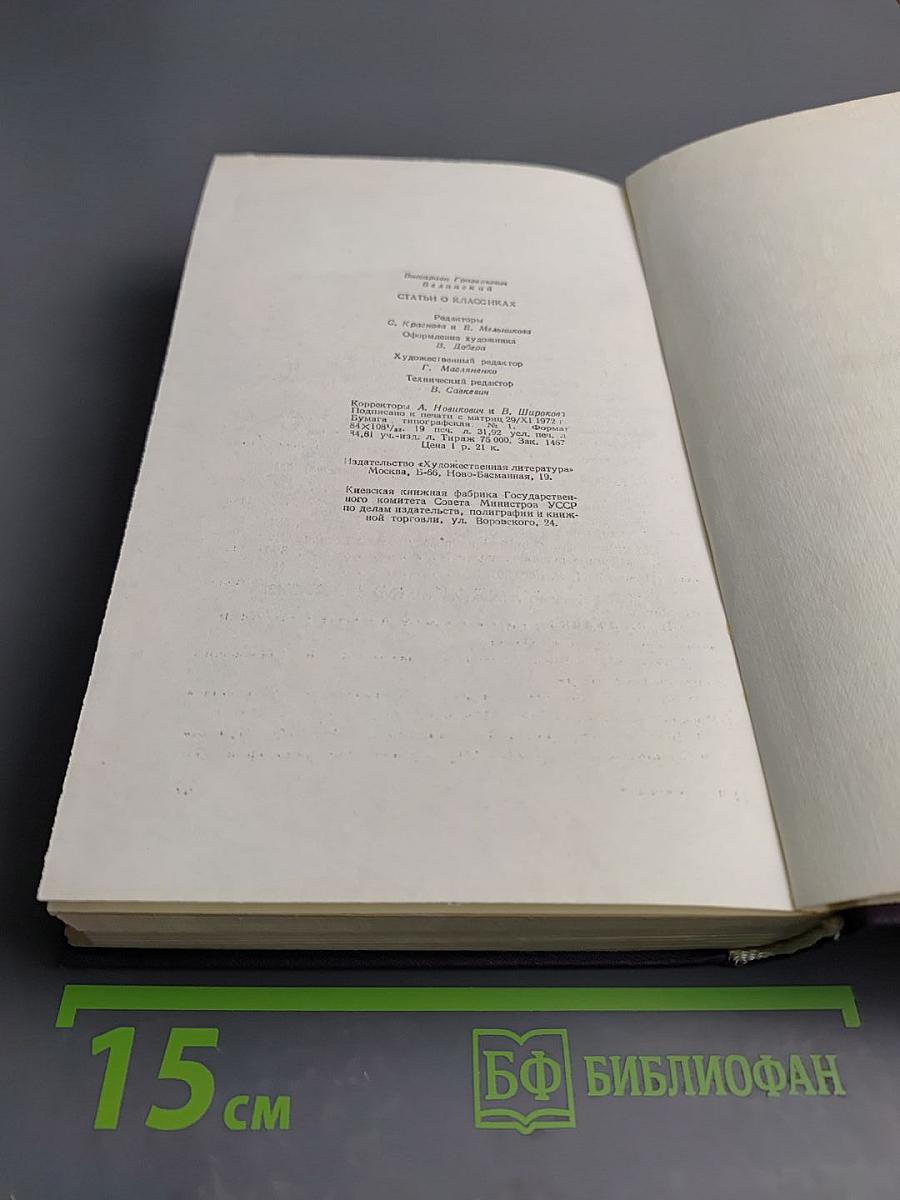 Виссарион Григорьевич
Белинский
СТАТЬИ О КЛАССИКАХ
Редакторы
С. Краснова и Е. Мельникова
Оформление художника
В. Добера
Художественный редактор
Г. Масляненко
Технический редактор
В. Савкевич
Корректоры А. Новикович и В. Широкова
Подписано к печати с матриц 29/XI 1972 г.
Бумага типографская. № 1. Формат
84×108¹/₃₂. 19 печ. л. 31,92 усл. печ. л
34,81 уч.-изд. л. Тираж 75 000. Зак. 1467
Цена 1 р. 21 к.
Издательство «Художественная литература»
Москва, Б-66, Ново-Басманная, 19.
Киевская книжная фабрика Государствен-
ного комитета Совета Министров УССР
по делам издательств, полиграфии и книж-
ной торговли, ул. Воровского, 24.
15 см
БФ БИБЛИОФАН